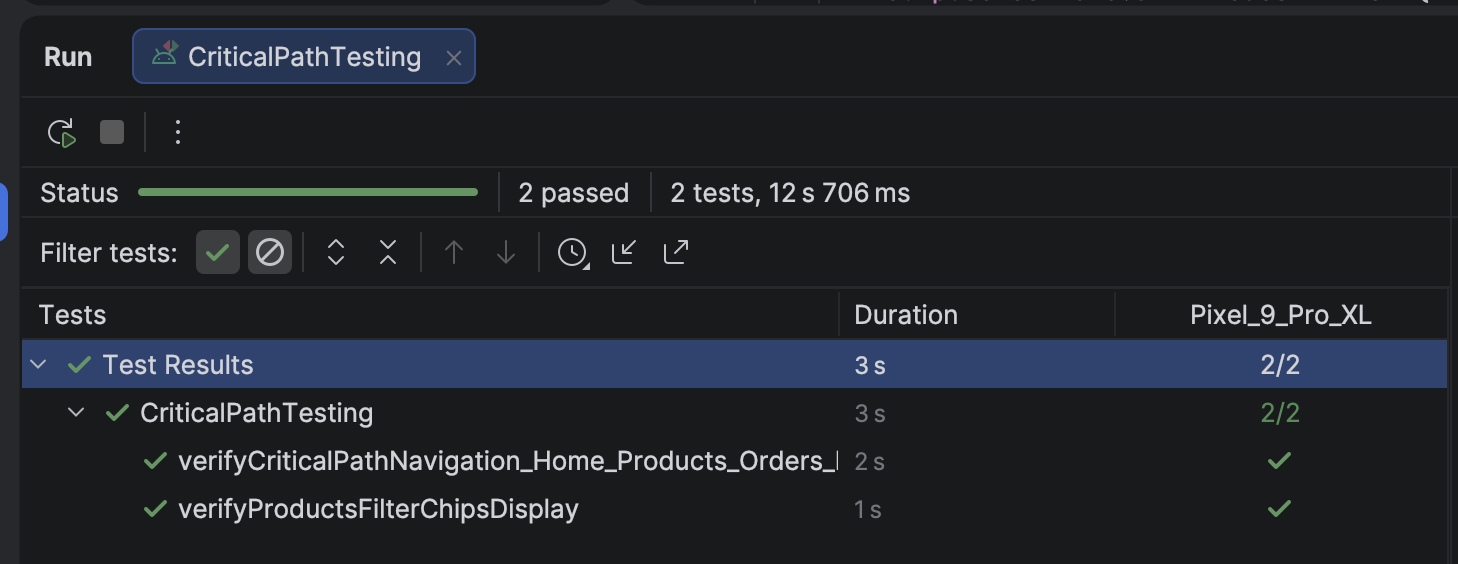 Run CriticalPathTesting
Status 2 passed 2 tests, 12 s 706 ms
Filter tests:
Tests Duration Pixel_9_Pro_XL
Test Results 3 s 2/2
CriticalPathTesting 3 s 2/2
verifyCriticalPathNavigation_Home_Products_Orders_ 2 s
verifyProductsFilterChipsDisplay 1 s